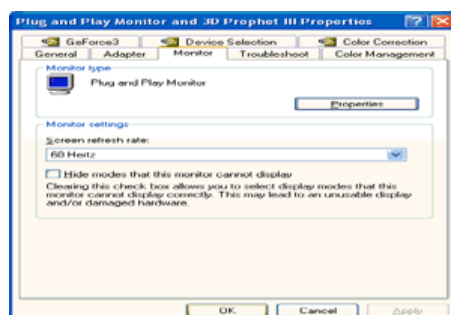 Plug and Play Monitor and 3D Prophet III Properties
GeForce3 Device Selection Color Correction
General Adapter Monitor Troubleshoot Color Management
Monitor type
Plug and Play Monitor
Properties
Monitor settings
Screen refresh rate:
60 Hertz
Hide modes that this monitor cannot display
Clearing this check box allows you to select display modes that this
monitor cannot display correctly. This may lead to an unusable display
and/or damaged hardware.
OK Cancel Apply